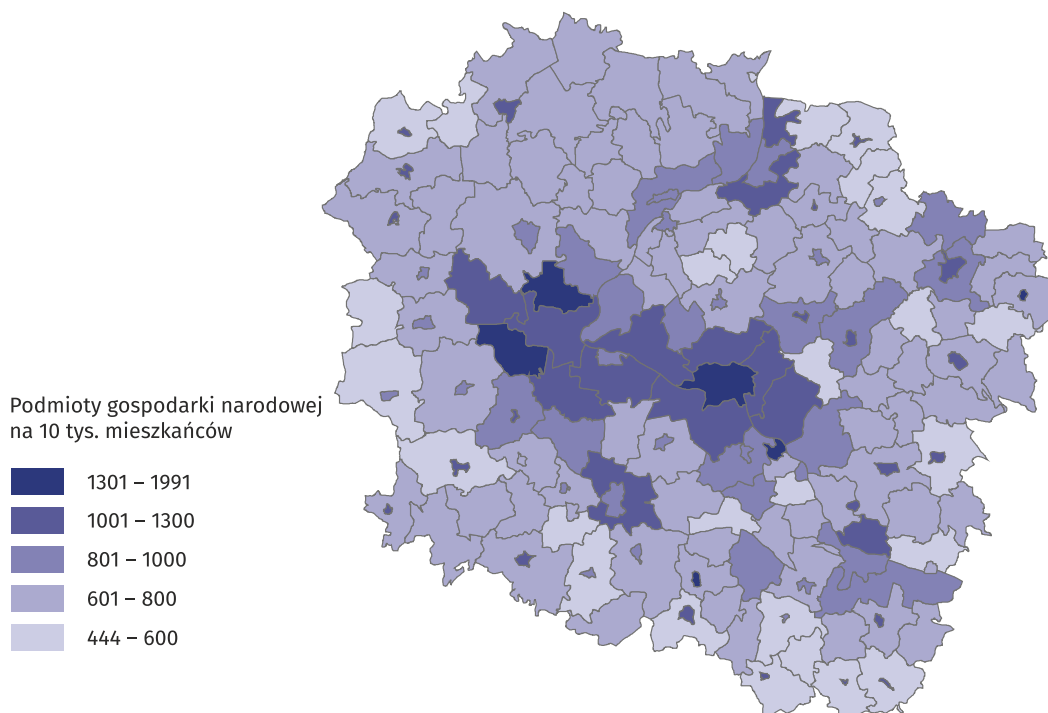 Podmioty gospodarki narodowej
na 10 tys. mieszkańców
1301 – 1991
1001 – 1300
801 – 1000
601 – 800
444 – 600